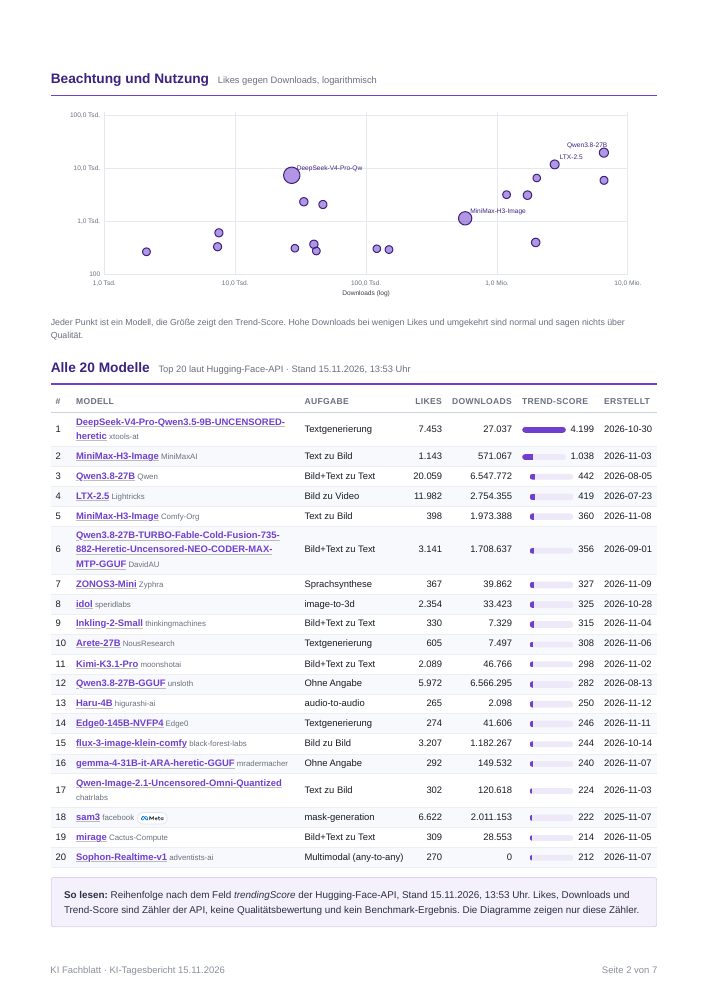 Beachtung und Nutzung Likes gegen Downloads, logarithmisch
100,0 Tsd.
Qwen3.8-27B
LTX-2.5
10,0 Tsd.
DeepSeek-V4-Pro-Qw
MiniMax-H3-Image
1,0 Tsd.
100
1,0 Tsd. 10,0 Tsd. 100,0 Tsd. 1,0 Mio. 10,0 Mio.
Downloads (log)
Jeder Punkt ist ein Modell, die Größe zeigt den Trend-Score. Hohe Downloads bei wenigen Likes und umgekehrt sind normal und sagen nichts über
Qualität.
Alle 20 Modelle Top 20 laut Hugging-Face-API · Stand 15.11.2026, 13:53 Uhr
# MODELL AUFGABE LIKES DOWNLOADS TREND-SCORE ERSTELLT
1 DeepSeek-V4-Pro-Qwen3.5-9B-UNCENSORED-
heretic xtools-at Textgenerierung 7.453 27.037 4.199 2026-10-30
2 MiniMax-H3-Image MiniMaxAI Text zu Bild 1.143 571.067 1.038 2026-11-03
3 Qwen3.8-27B Qwen Bild+Text zu Text 20.059 6.547.772 442 2026-08-05
4 LTX-2.5 Lightricks Bild zu Video 11.982 2.754.355 419 2026-07-23
5 MiniMax-H3-Image Comfy-Org Text zu Bild 398 1.973.388 360 2026-11-08
6 Qwen3.8-27B-TURBO-Fable-Cold-Fusion-735-
882-Heretic-Uncensored-NEO-CODER-MAX-
MTP-GGUF DavidAU Bild+Text zu Text 3.141 1.708.637 356 2026-09-01
7 ZONOS3-Mini Zyphra Sprachsynthese 367 39.862 327 2026-11-09
8 idol speridlabs image-to-3d 2.354 33.423 325 2026-10-28
9 Inkling-2-Small thinkingmachines Bild+Text zu Text 330 7.329 315 2026-11-04
10 Arete-27B NousResearch Textgenerierung 605 7.497 308 2026-11-06
11 Kimi-K3.1-Pro moonshotai Bild+Text zu Text 2.089 46.766 298 2026-11-02
12 Qwen3.8-27B-GGUF unsloth Ohne Angabe 5.972 6.566.295 282 2026-08-13
13 Haru-4B higurashi-ai audio-to-audio 265 2.098 250 2026-11-12
14 Edge0-145B-NVFP4 Edge0 Textgenerierung 274 41.606 246 2026-11-11
15 flux-3-image-klein-comfy black-forest-labs Bild zu Bild 3.207 1.182.267 244 2026-10-14
16 gemma-4-31B-it-ARA-heretic-GGUF mradermacher Ohne Angabe 292 149.532 240 2026-11-07
17 Qwen-Image-2.1-Uncensored-Omni-Quantized
chatrlabs Text zu Bild 302 120.618 224 2026-11-03
18 sam3 facebook Meta mask-generation 6.622 2.011.153 222 2025-11-07
19 mirage Cactus-Compute Bild+Text zu Text 309 28.553 214 2026-11-05
20 Sophon-Realtime-v1 adventists-ai Multimodal (any-to-any) 270 0 212 2026-11-07
So lesen: Reihenfolge nach dem Feld trendingScore der Hugging-Face-API, Stand 15.11.2026, 13:53 Uhr. Likes, Downloads und
Trend-Score sind Zähler der API, keine Qualitätsbewertung und kein Benchmark-Ergebnis. Die Diagramme zeigen nur diese Zähler.
KI Fachblatt · KI-Tagesbericht 15.11.2026 Seite 2 von 7